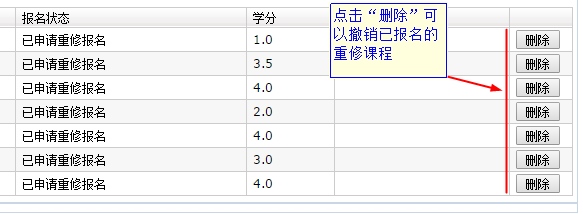 报名状态 学分
点击“删除”可
以撤销已报名的
重修课程
已申请重修报名 1.0 删除
已申请重修报名 3.5 删除
已申请重修报名 4.0 删除
已申请重修报名 2.0 删除
已申请重修报名 4.0 删除
已申请重修报名 3.0 删除
已申请重修报名 4.0 删除